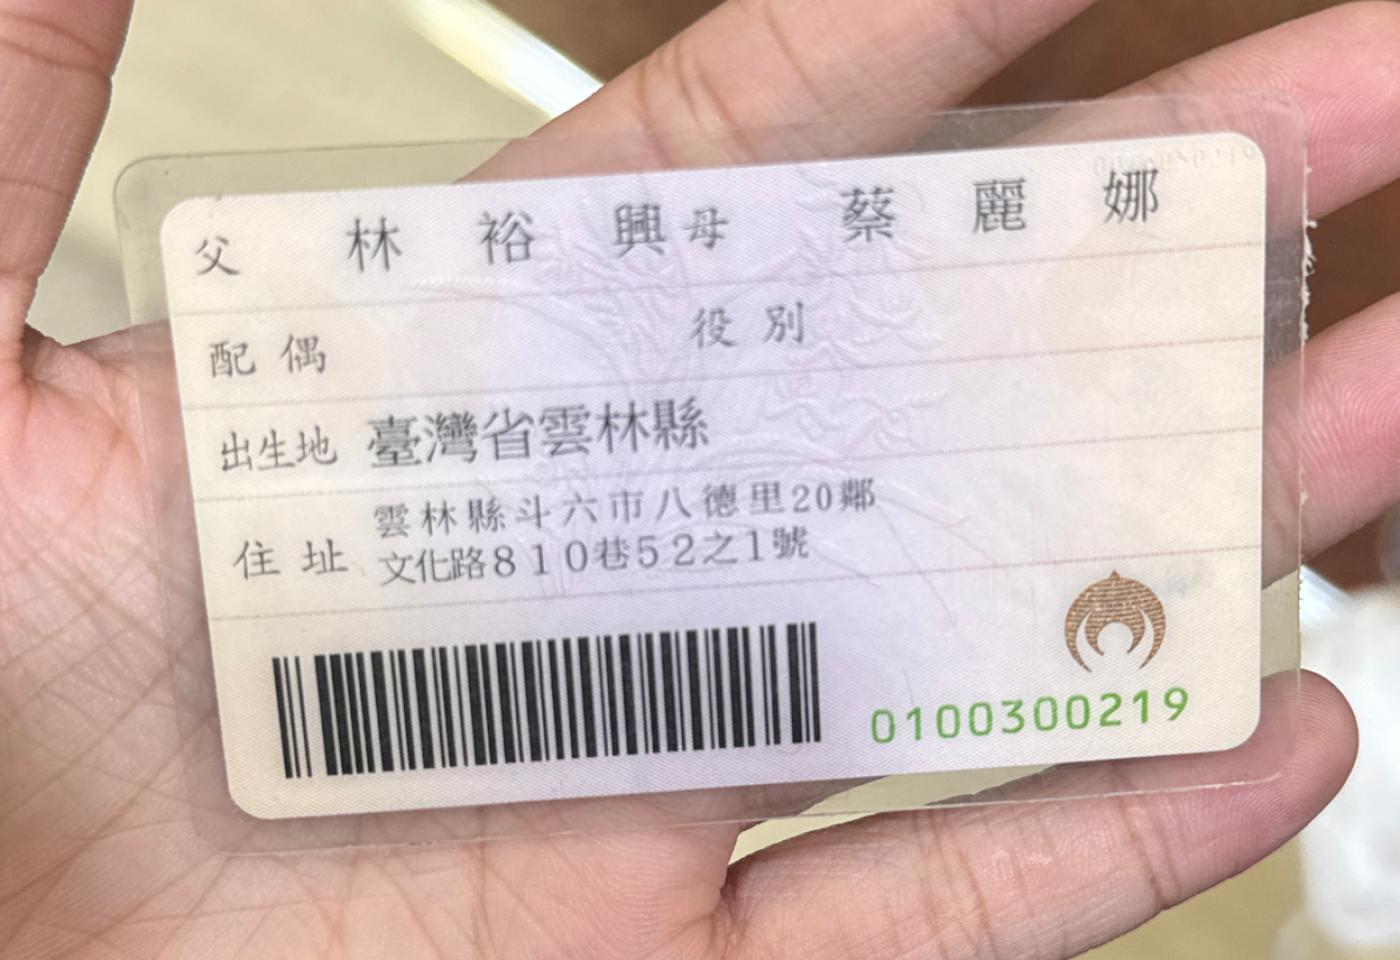 父 林裕興 母 蔡麗娜
配偶 役別
出生地 臺灣省雲林縣
住址 雲林縣斗六市八德里20鄰
文化路810巷52之1號
0100300219